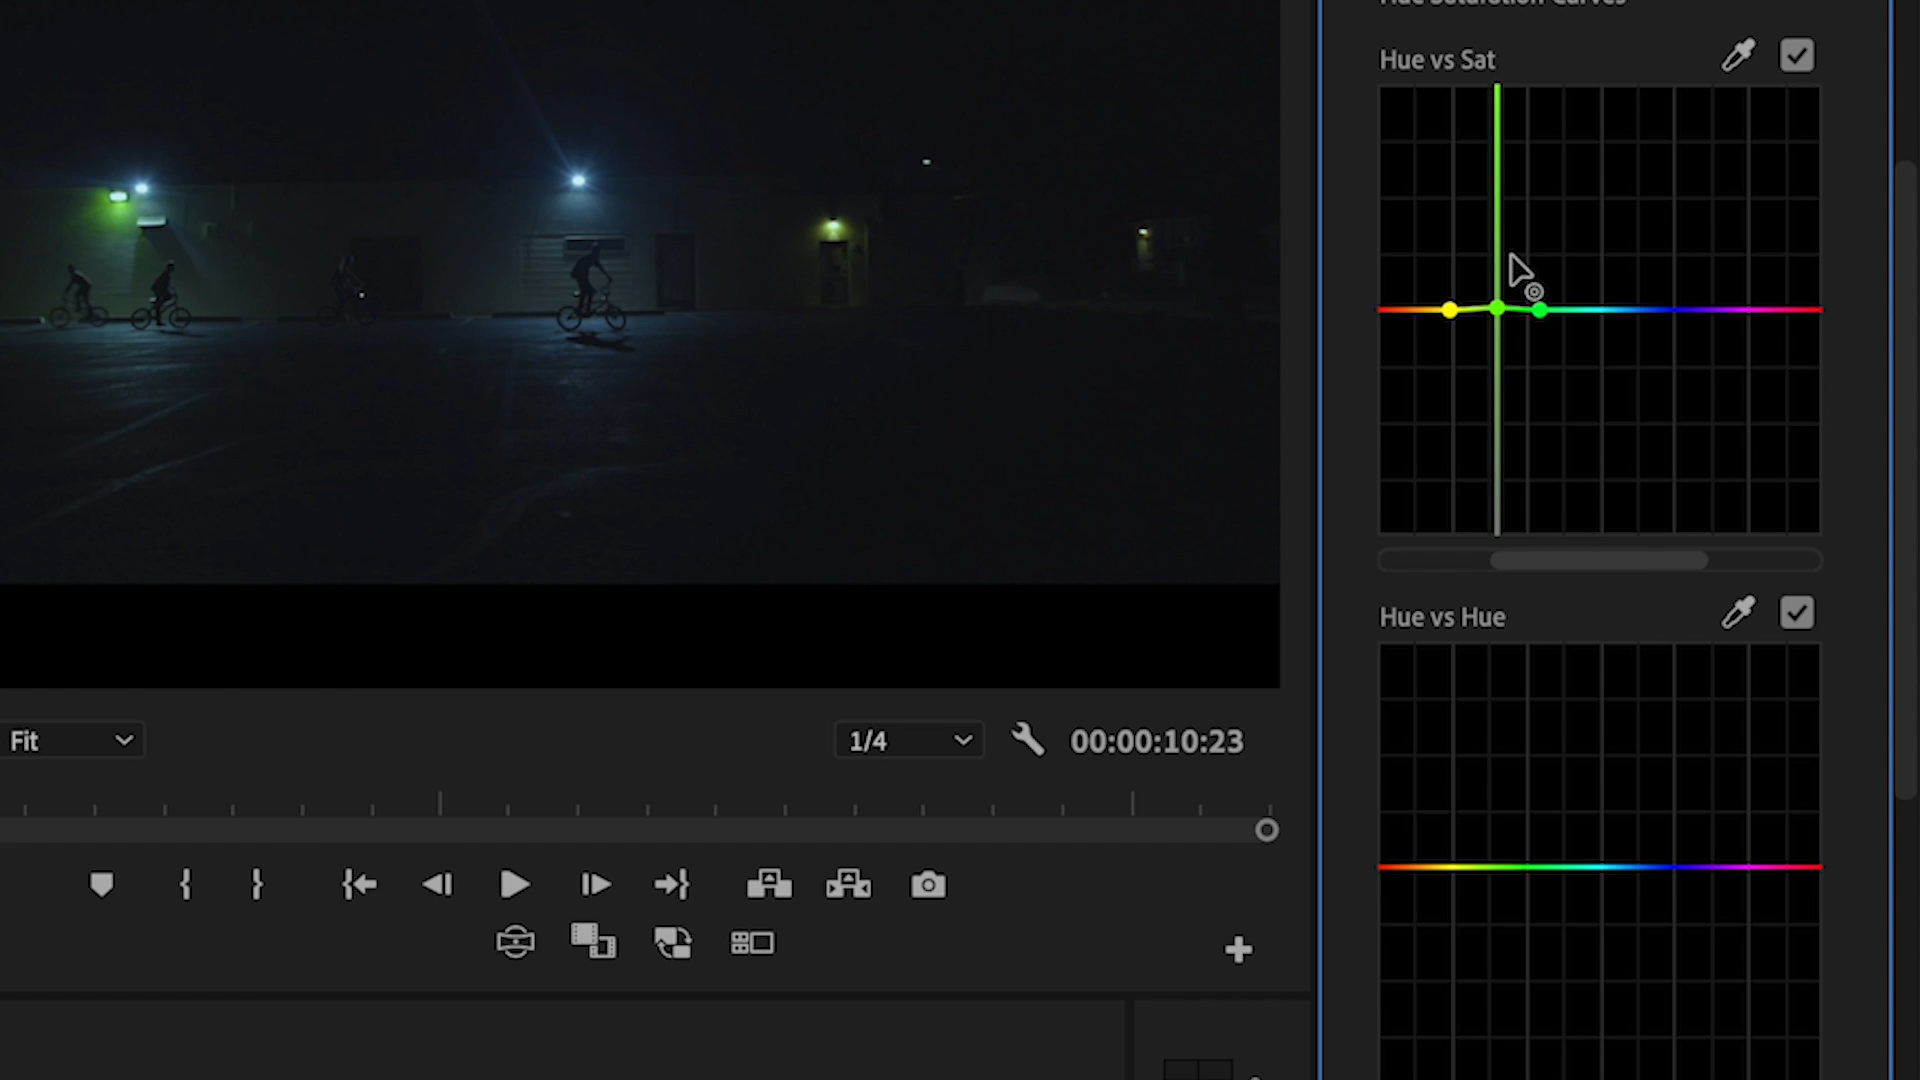 Hue Saturation Curves
Hue vs Sat
Hue vs Hue
Fit
1/4
00:00:10:23